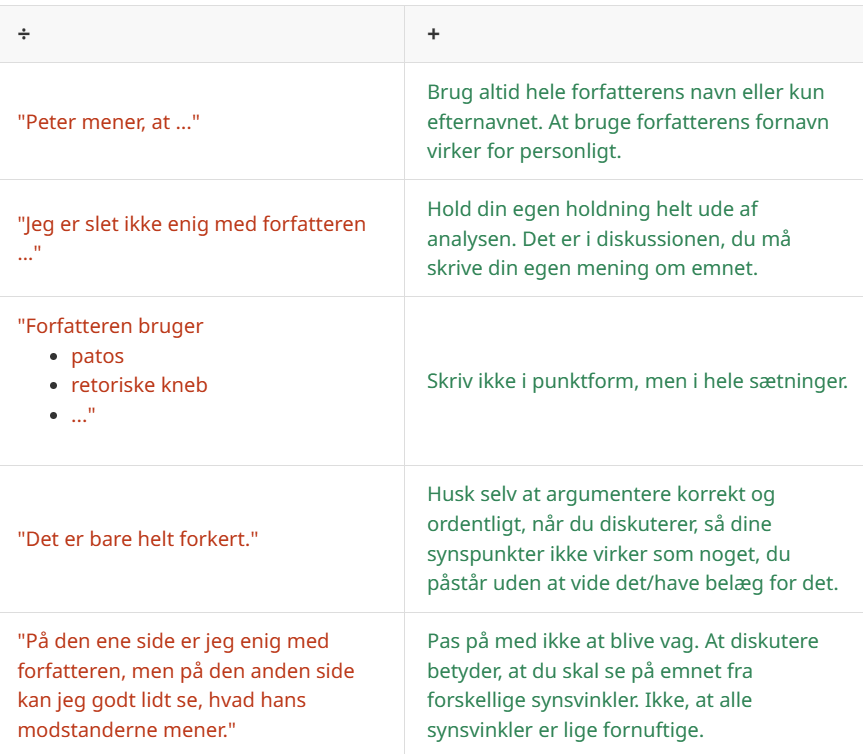 ÷
+
"Peter mener, at ..."
Brug altid hele forfatterens navn eller kun
efternavnet. At bruge forfatterens fornavn
virker for personligt.
"Jeg er slet ikke enig med forfatteren
..."
Hold din egen holdning helt ude af
analysen. Det er i diskussionen, du må
skrive din egen mening om emnet.
"Forfatteren bruger
• patos
• retoriske kneb
• ..."
Skriv ikke i punktform, men i hele sætninger.
"Det er bare helt forkert."
Husk selv at argumentere korrekt og
ordentligt, når du diskuterer, så dine
synspunkter ikke virker som noget, du
påstår uden at vide det/have belæg for det.
"På den ene side er jeg enig med
forfatteren, men på den anden side
kan jeg godt lidt se, hvad hans
modstanderne mener."
Pas på med ikke at blive vag. At diskutere
betyder, at du skal se på emnet fra
forskellige synsvinkler. Ikke, at alle
synsvinkler er lige fornuftige.